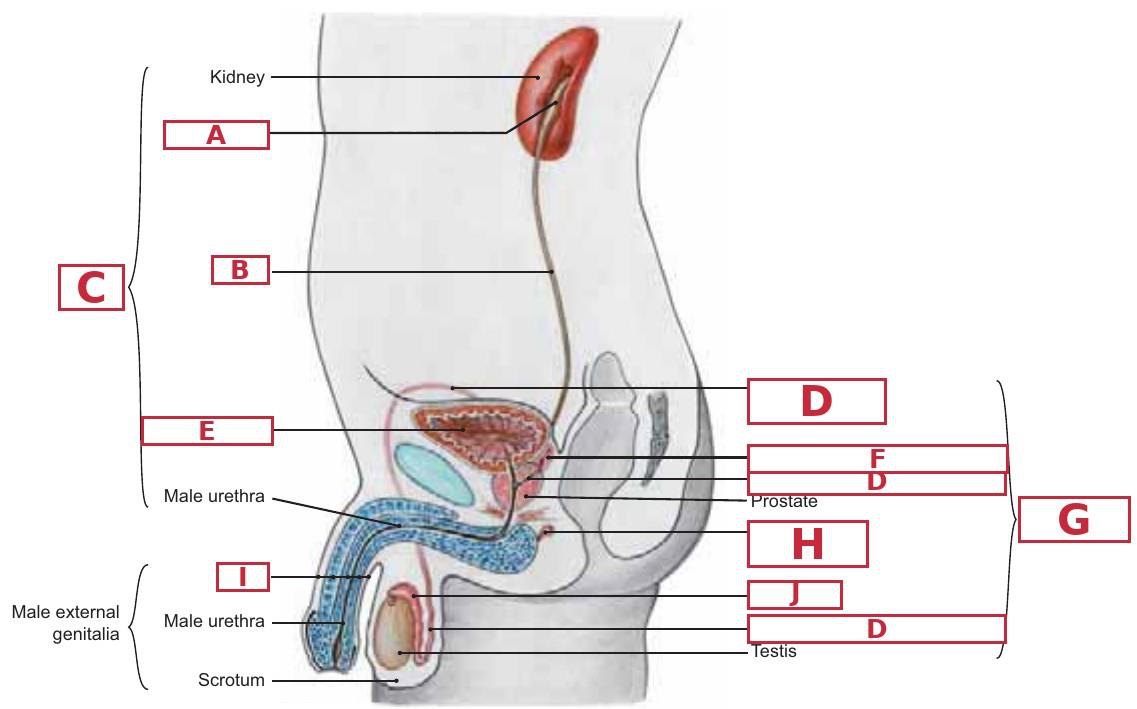 Kidney
A
B
C
D
E
F
D
Male urethra
Prostate
G
H
I
J
Male external
genitalia
Male urethra
D
Testis
Scrotum